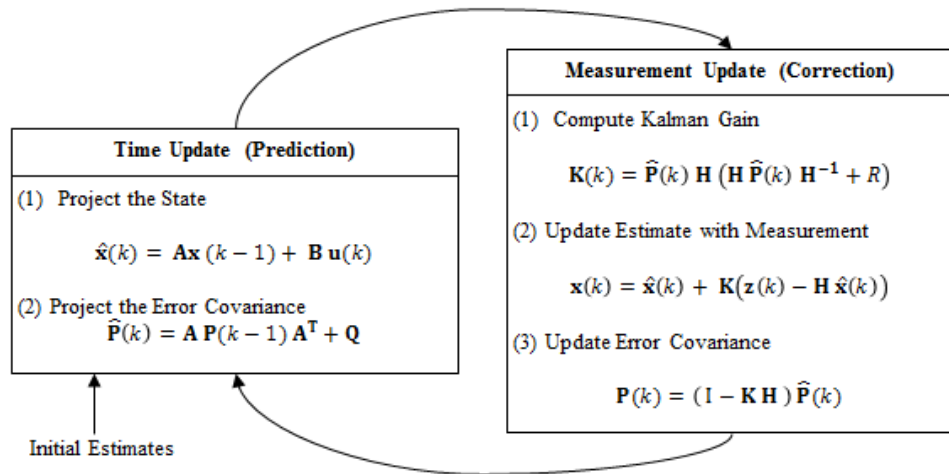 Time Update (Prediction)
(1) Project the State
x̂(k) = Ax (k − 1) + B u(k)
(2) Project the Error Covariance
P̂(k) = A P(k − 1) Aᵀ + Q
Initial Estimates
Measurement Update (Correction)
(1) Compute Kalman Gain
K(k) = P̂(k) H (H P̂(k) H⁻¹ + R)
(2) Update Estimate with Measurement
x(k) = x̂(k) + K(z(k) − H x̂(k))
(3) Update Error Covariance
P(k) = ( I − K H ) P̂(k)